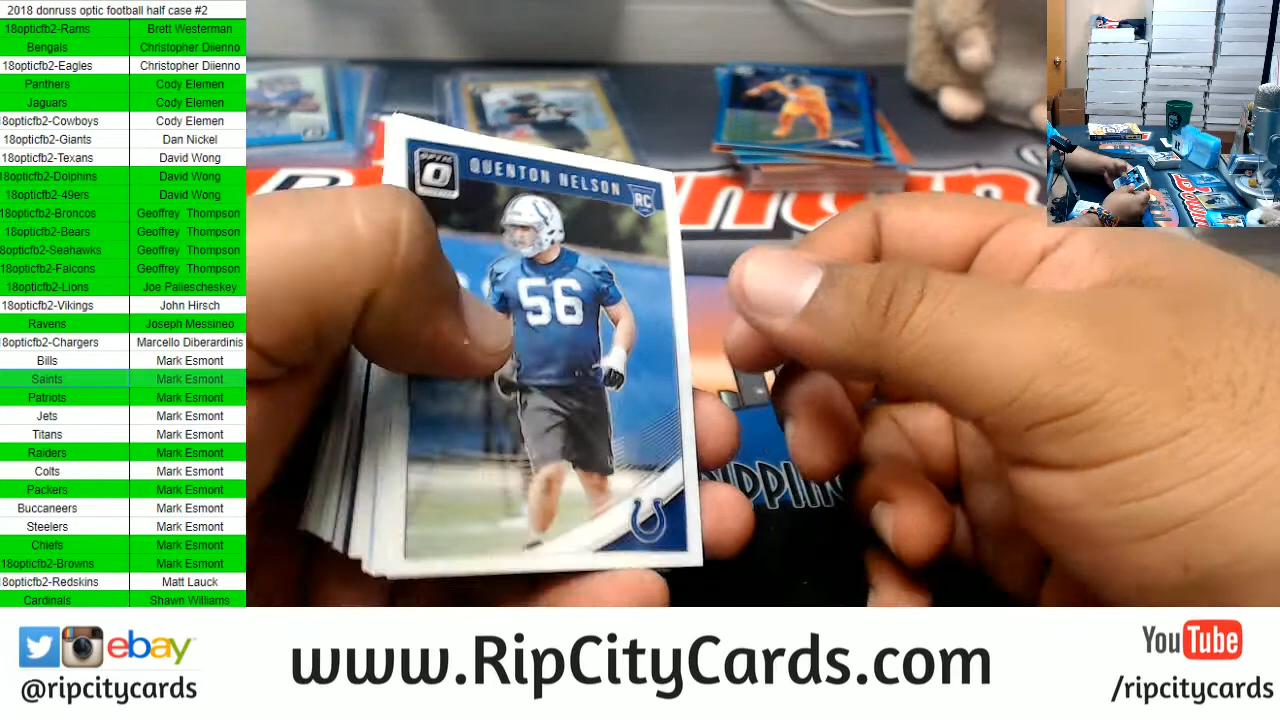 2018 donruss optic football half case #2
18opticfb2-Rams Brett Westerman
Bengals Christopher Diienno
18opticfb2-Eagles Christopher Diienno
Panthers Cody Elemen
Jaguars Cody Elemen
18opticfb2-Cowboys Cody Elemen
18opticfb2-Giants Dan Nickel
18opticfb2-Texans David Wong
18opticfb2-Dolphins David Wong
18opticfb2-49ers David Wong
18opticfb2-Broncos Geoffrey Thompson
18opticfb2-Bears Geoffrey Thompson
8opticfb2-Seahawks Geoffrey Thompson
18opticfb2-Falcons Geoffrey Thompson
18opticfb2-Lions Joe Paliescheskey
18opticfb2-Vikings John Hirsch
Ravens Joseph Messineo
18opticfb2-Chargers Marcello Diberardinis
Bills Mark Esmont
Saints Mark Esmont
Patriots Mark Esmont
Jets Mark Esmont
Titans Mark Esmont
Raiders Mark Esmont
Colts Mark Esmont
Packers Mark Esmont
Buccaneers Mark Esmont
Steelers Mark Esmont
Chiefs Mark Esmont
18opticfb2-Browns Mark Esmont
8opticfb2-Redskins Matt Lauck
Cardinals Shawn Williams
OPTIC
QUENTON NELSON
RC
56
ebay
@ripcitycards
www.RipCityCards.com
YouTube
/ripcitycards